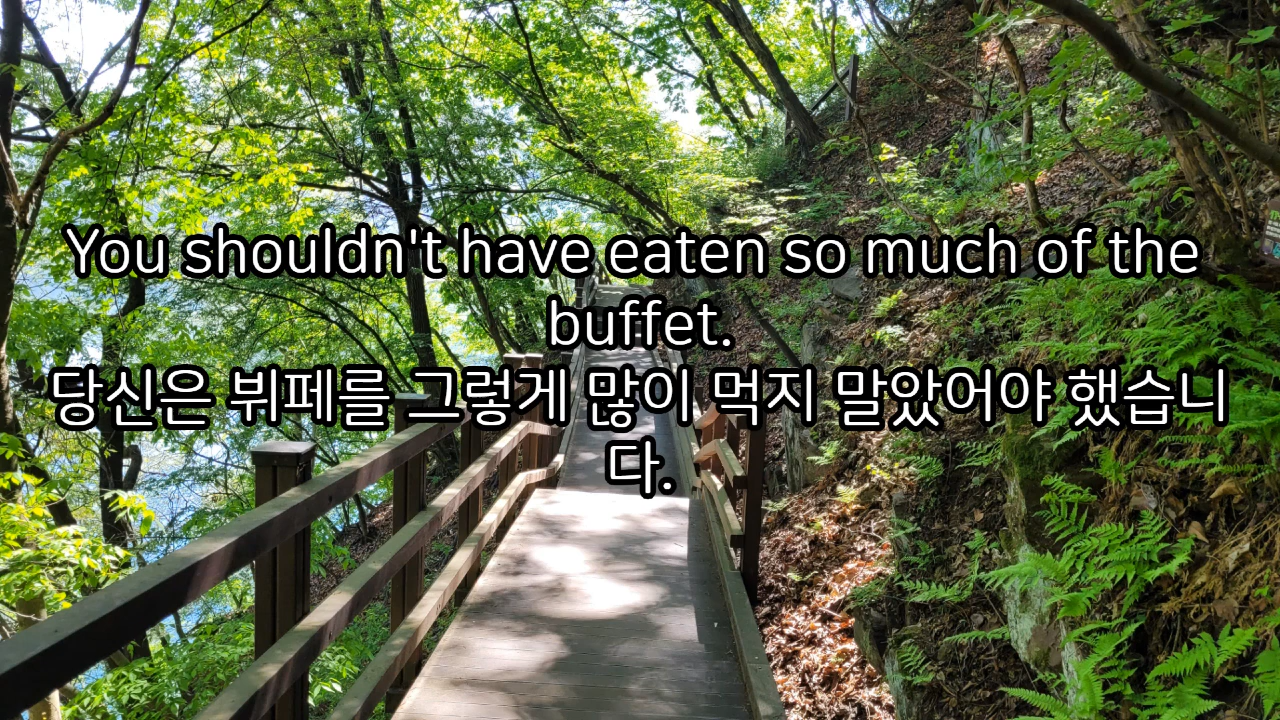 You shouldn't have eaten so much of the
buffet.
당신은 뷔페를 그렇게 많이 먹지 말았어야 했습니
다.